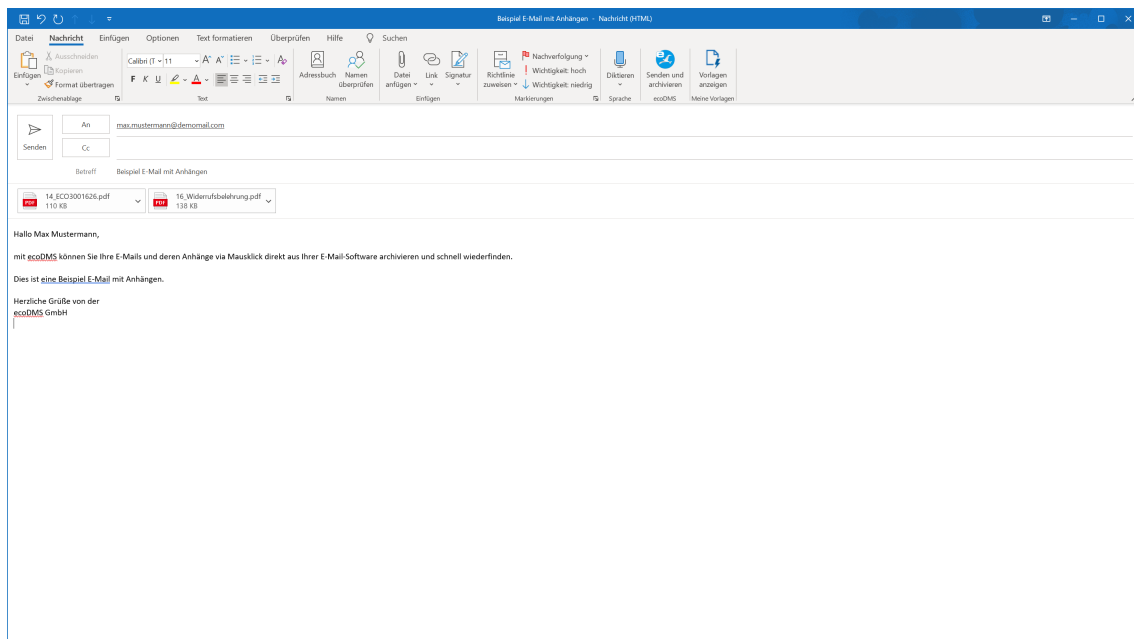 Beispiel E-Mail mit Anhängen - Nachricht (HTML)
Datei Nachricht Einfügen Optionen Text formatieren Überprüfen Hilfe Suchen
Einfügen
Ausschneiden
Kopieren
Format übertragen
Zwischenablage
Calibri (T 11
F K U
Text
Adressbuch
Namen überprüfen
Namen
Datei anfügen
Link
Signatur
Einfügen
Richtlinie zuweisen
Nachverfolgung
Wichtigkeit: hoch
Wichtigkeit: niedrig
Markierungen
Diktieren
Sprache
Senden und archivieren
ecoDMS
Vorlagen anzeigen
Meine Vorlagen
Senden
An max.mustermann@demomail.com
Cc
Betreff Beispiel E-Mail mit Anhängen
PDF 14_ECO3001626.pdf
110 KB
PDF 16_Widerrufsbelehrung.pdf
138 KB
Hallo Max Mustermann,
mit ecoDMS können Sie Ihre E-Mails und deren Anhänge via Mausklick direkt aus Ihrer E-Mail-Software archivieren und schnell wiederfinden.
Dies ist eine Beispiel E-Mail mit Anhängen.
Herzliche Grüße von der
ecoDMS GmbH